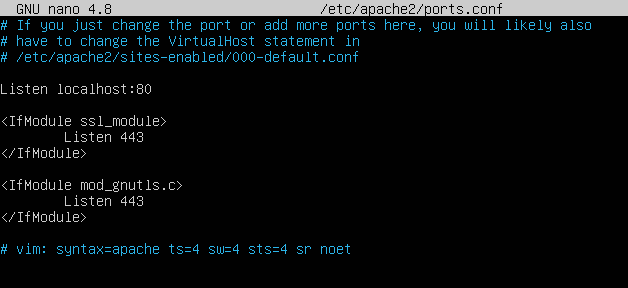 GNU nano 4.8 /etc/apache2/ports.conf
# If you just change the port or add more ports here, you will likely also
# have to change the VirtualHost statement in
# /etc/apache2/sites-enabled/000-default.conf
Listen localhost:80
<IfModule ssl_module>
Listen 443
</IfModule>
<IfModule mod_gnutls.c>
Listen 443
</IfModule>
# vim: syntax=apache ts=4 sw=4 sts=4 sr noet